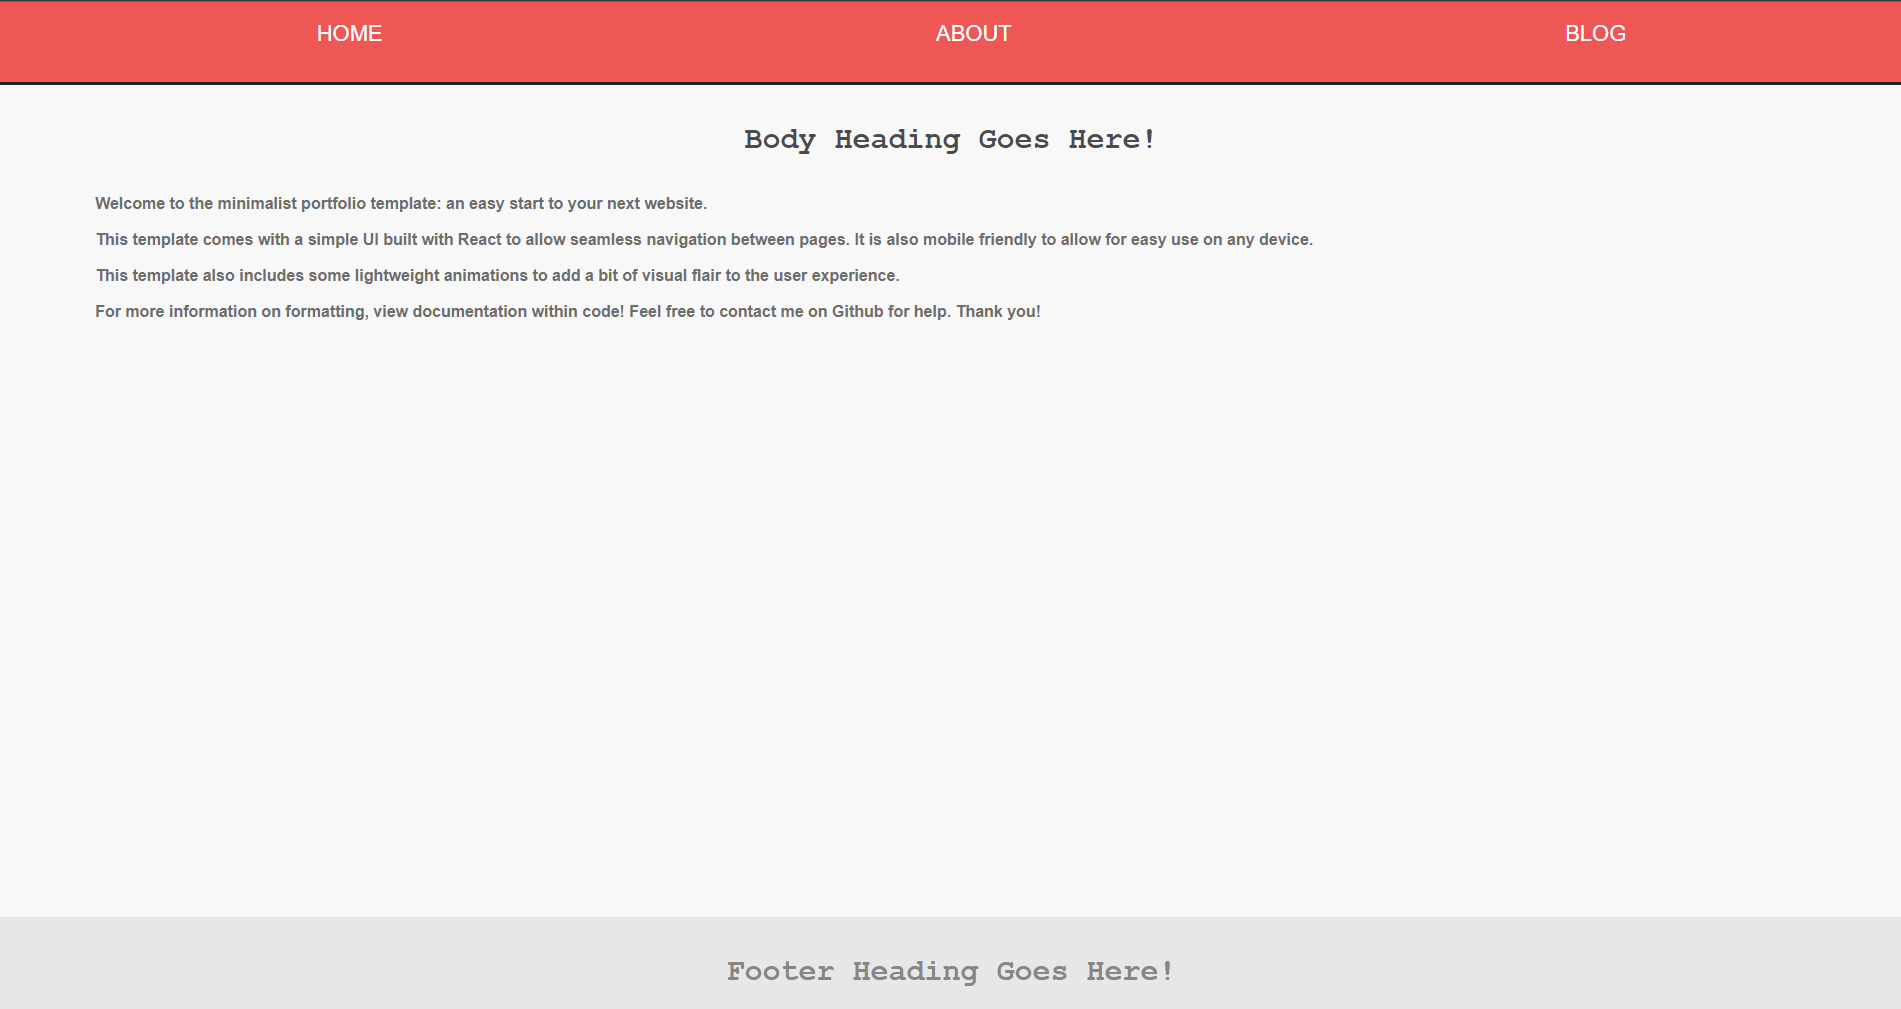 HOME ABOUT BLOG
Body Heading Goes Here!
Welcome to the minimalist portfolio template: an easy start to your next website.
This template comes with a simple UI built with React to allow seamless navigation between pages. It is also mobile friendly to allow for easy use on any device.
This template also includes some lightweight animations to add a bit of visual flair to the user experience.
For more information on formatting, view documentation within code! Feel free to contact me on Github for help. Thank you!
Footer Heading Goes Here!